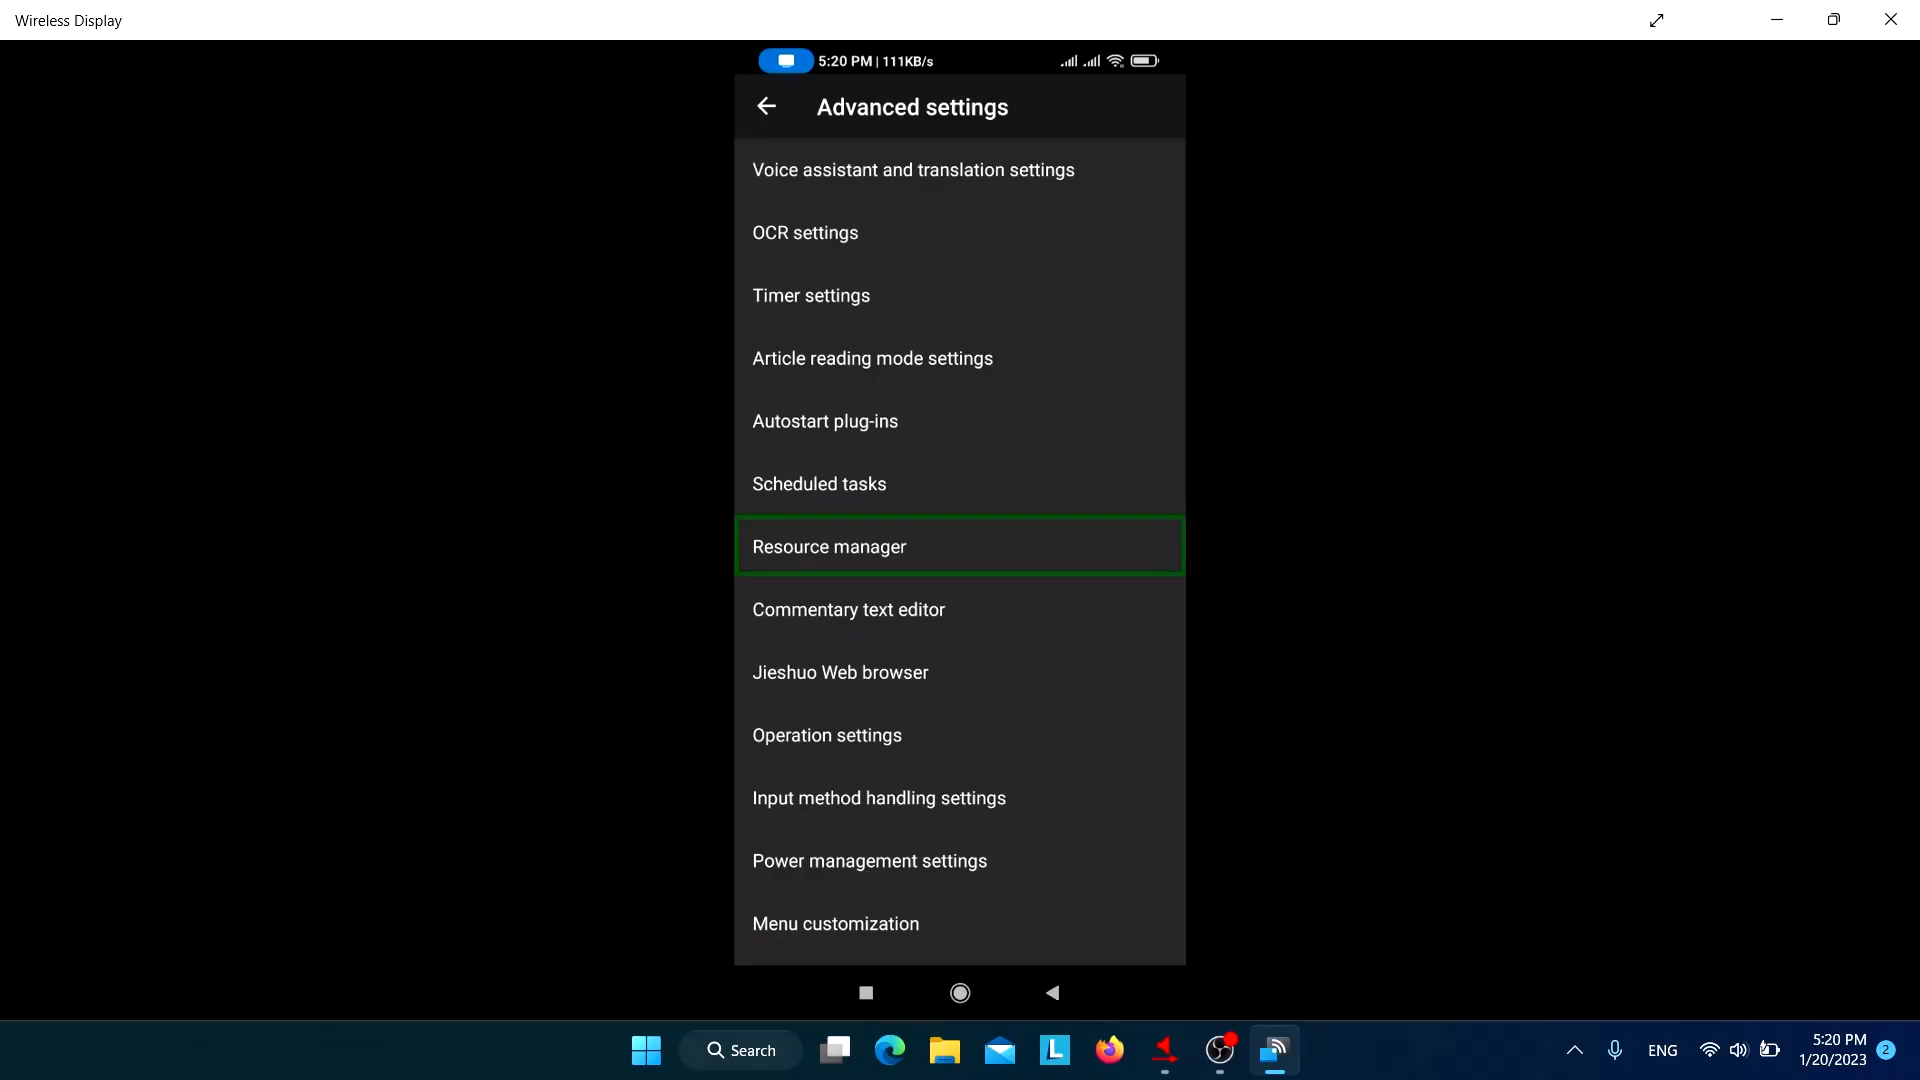 Wireless Display
5:20 PM | 111KB/s
Advanced settings
Voice assistant and translation settings
OCR settings
Timer settings
Article reading mode settings
Autostart plug-ins
Scheduled tasks
Resource manager
Commentary text editor
Jieshuo Web browser
Operation settings
Input method handling settings
Power management settings
Menu customization
Search
L
ENG
5:20 PM
1/20/2023
2